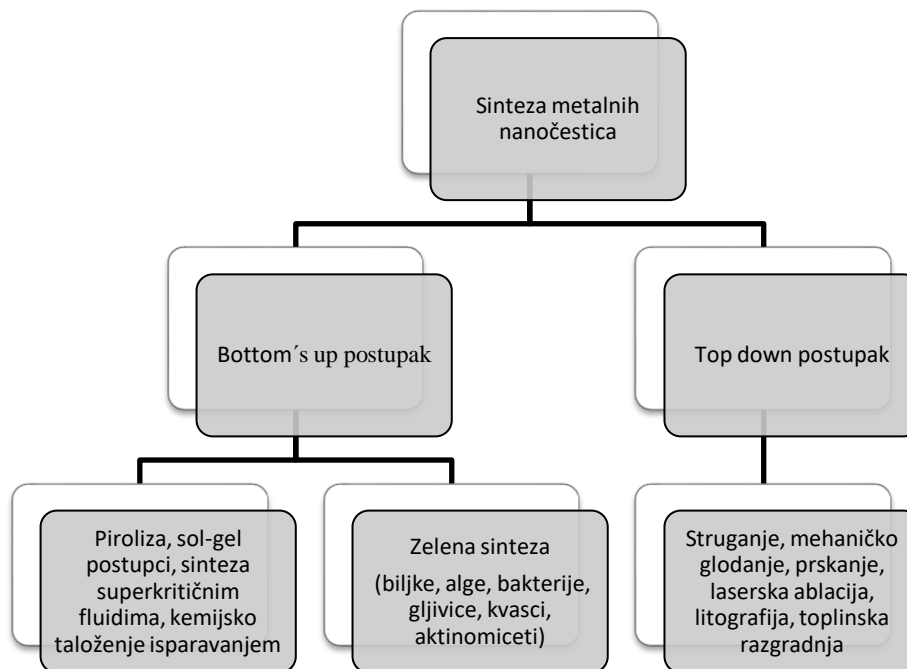 Sinteza metalnih
nanočestica
Bottom´s up postupak
Top down postupak
Piroliza, sol-gel
postupci, sinteza
superkritičnim
fluidima, kemijsko
taloženje isparavanjem
Zelena sinteza
(biljke, alge, bakterije,
gljivice, kvasci,
aktinomiceti)
Struganje, mehaničko
glodanje, prskanje,
laserska ablacija,
litografija, toplinska
razgradnja